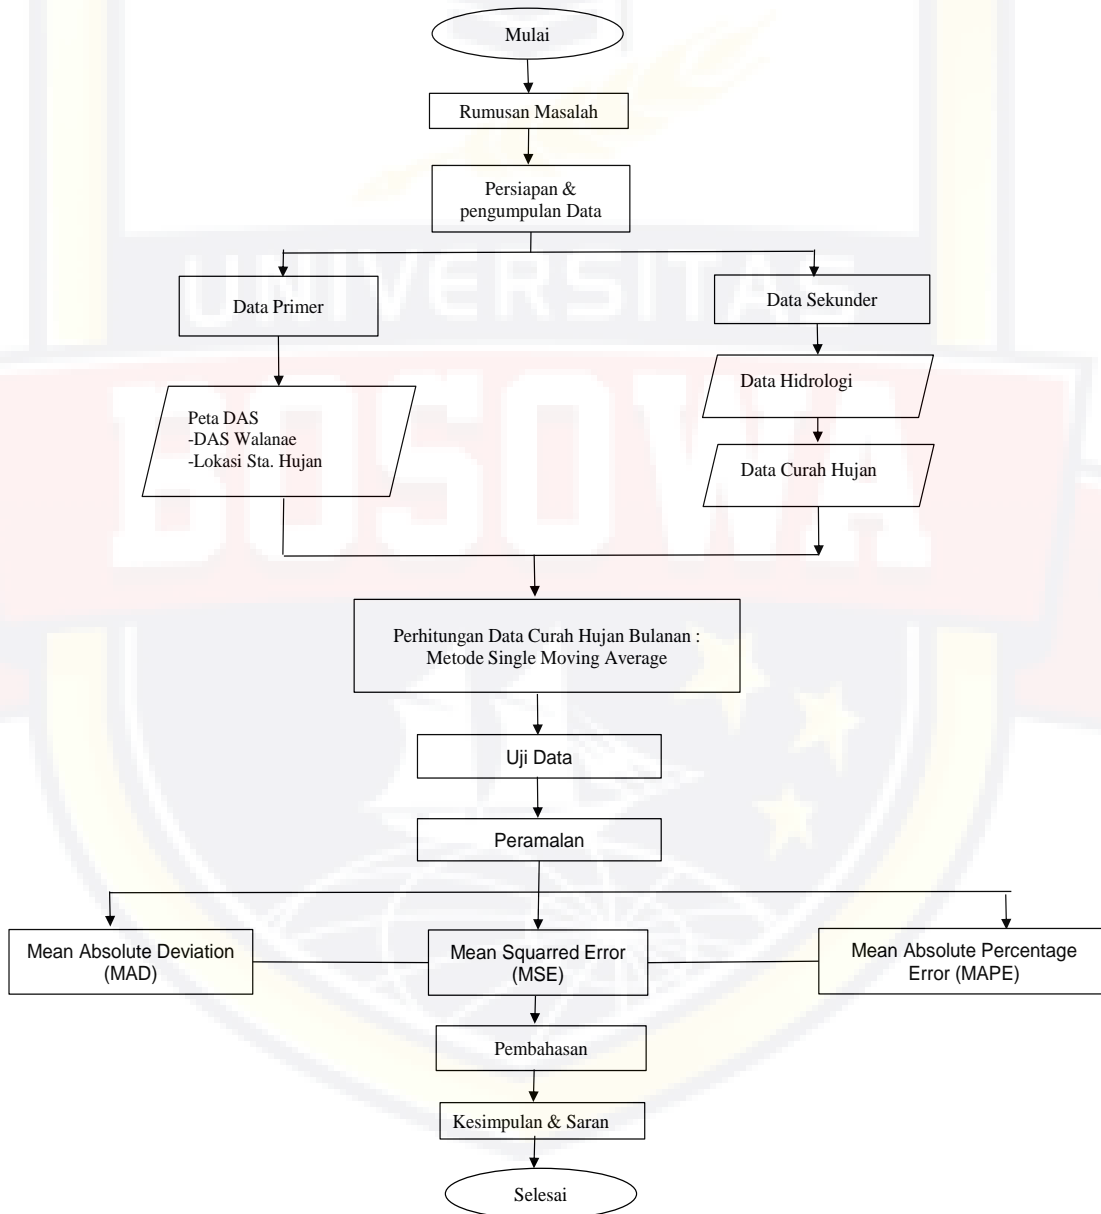 Mulai
Rumusan Masalah
Persiapan &
pengumpulan Data
UNIVERSITAS
Data Primer
Data Sekunder
Peta DAS
-DAS Walanae
-Lokasi Sta. Hujan
Data Hidrologi
Data Curah Hujan
BOSOWA
Perhitungan Data Curah Hujan Bulanan :
Metode Single Moving Average
Uji Data
Peramalan
Mean Absolute Deviation
(MAD)
Mean Squarred Error
(MSE)
Mean Absolute Percentage
Error (MAPE)
Pembahasan
Kesimpulan & Saran
Selesai